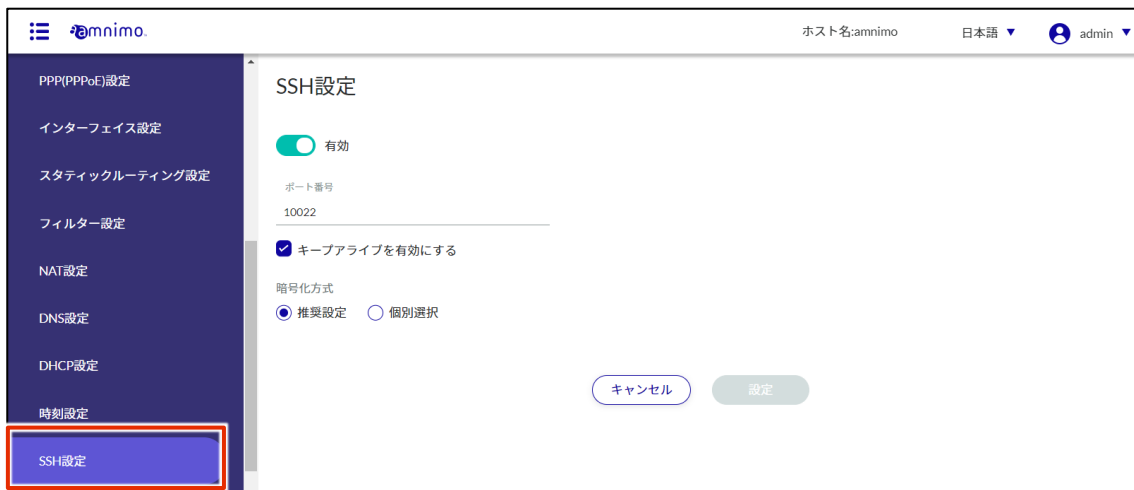 amnimo
ホスト名:amnimo
日本語
admin
PPP(PPPoE)設定
インターフェイス設定
スタティックルーティング設定
フィルター設定
NAT設定
DNS設定
DHCP設定
時刻設定
SSH設定
SSH設定
有効
ポート番号
10022
キープアライブを有効にする
暗号化方式
推奨設定 個別選択
キャンセル 設定